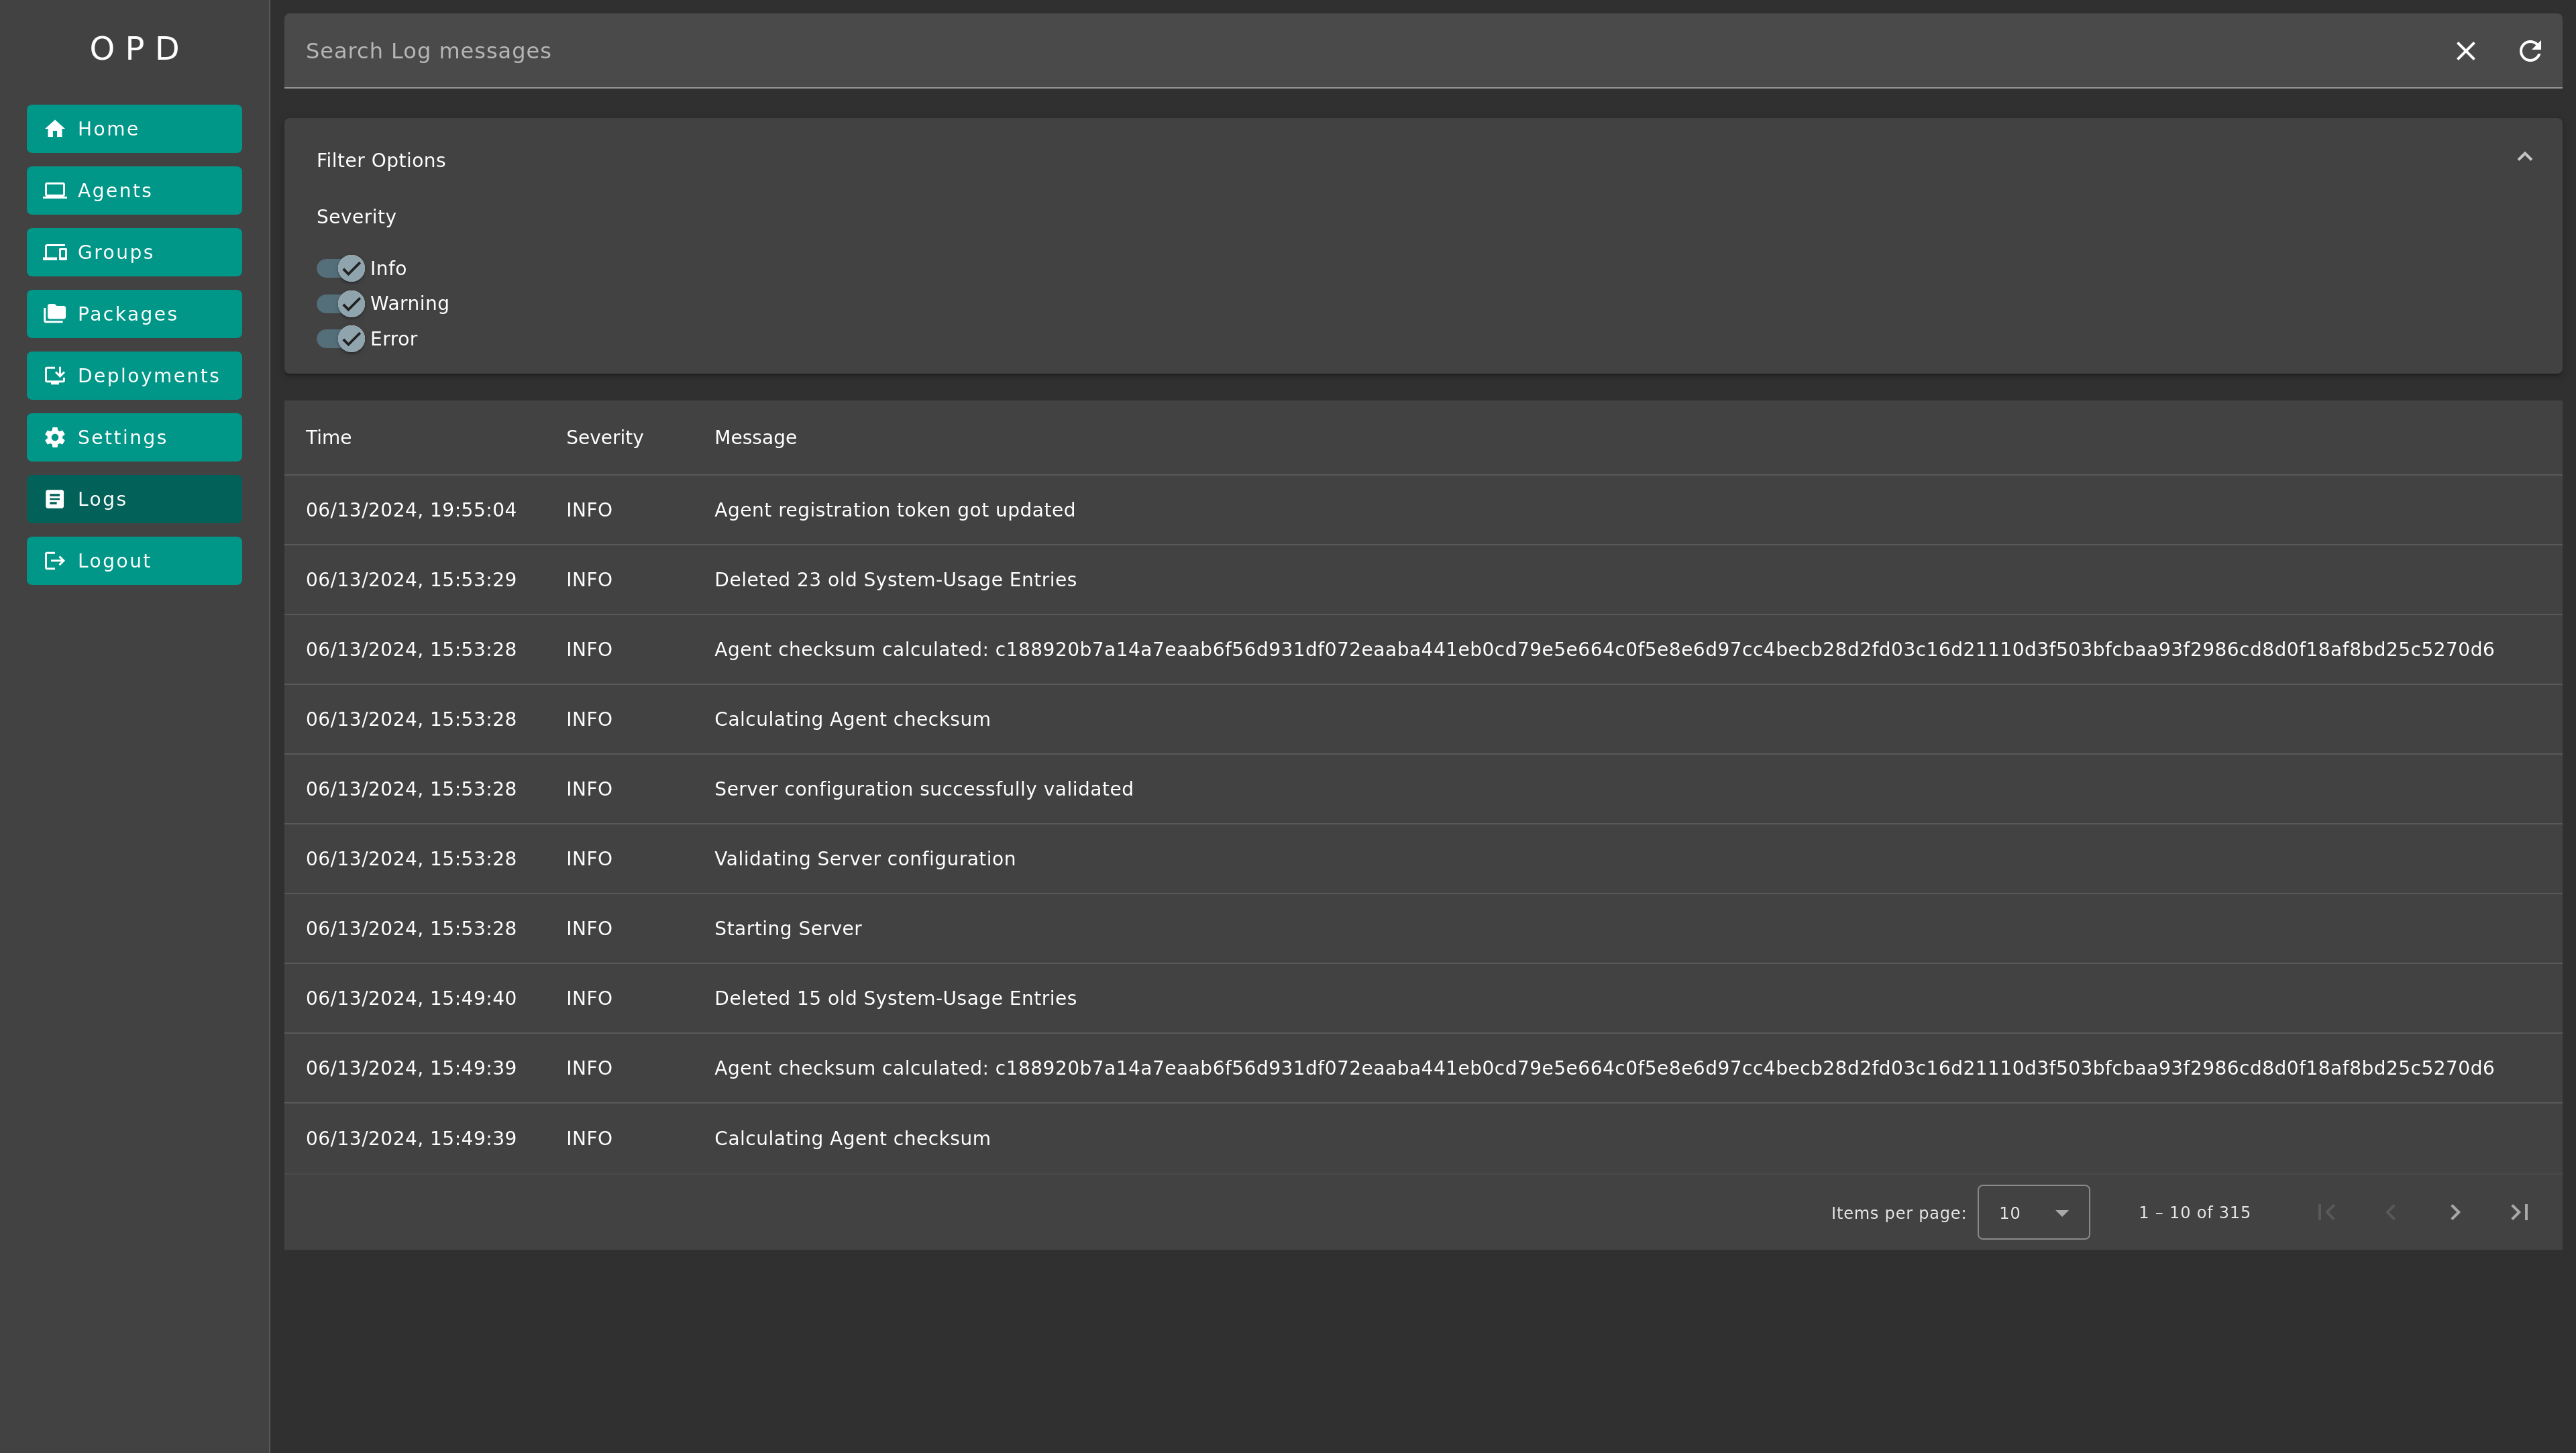 OPD
Home
Agents
Groups
Packages
Deployments
Settings
Logs
Logout
Search Log messages
Filter Options
Severity
Info
Warning
Error
Time Severity Message
06/13/2024, 19:55:04 INFO Agent registration token got updated
06/13/2024, 15:53:29 INFO Deleted 23 old System-Usage Entries
06/13/2024, 15:53:28 INFO Agent checksum calculated: c188920b7a14a7eaab6f56d931df072eaaba441eb0cd79e5e664c0f5e8e6d97cc4becb28d2fd03c16d21110d3f503bfcbaa93f2986cd8d0f18af8bd25c5270d6
06/13/2024, 15:53:28 INFO Calculating Agent checksum
06/13/2024, 15:53:28 INFO Server configuration successfully validated
06/13/2024, 15:53:28 INFO Validating Server configuration
06/13/2024, 15:53:28 INFO Starting Server
06/13/2024, 15:49:40 INFO Deleted 15 old System-Usage Entries
06/13/2024, 15:49:39 INFO Agent checksum calculated: c188920b7a14a7eaab6f56d931df072eaaba441eb0cd79e5e664c0f5e8e6d97cc4becb28d2fd03c16d21110d3f503bfcbaa93f2986cd8d0f18af8bd25c5270d6
06/13/2024, 15:49:39 INFO Calculating Agent checksum
Items per page: 10 1 – 10 of 315